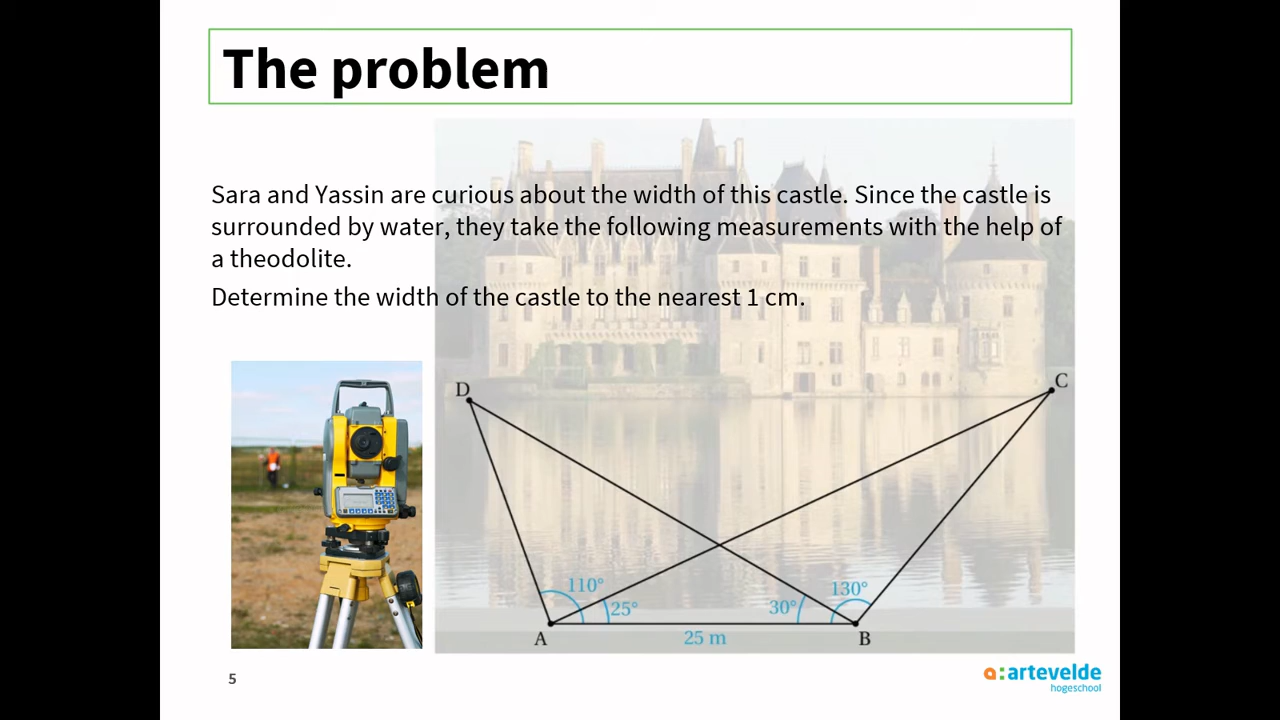 The problem
Sara and Yassin are curious about the width of this castle. Since the castle is
surrounded by water, they take the following measurements with the help of
a theodolite.
Determine the width of the castle to the nearest 1 cm.
D
C
110°
25°
30°
130°
A
25 m
B
5
a:artevelde
hogeschool